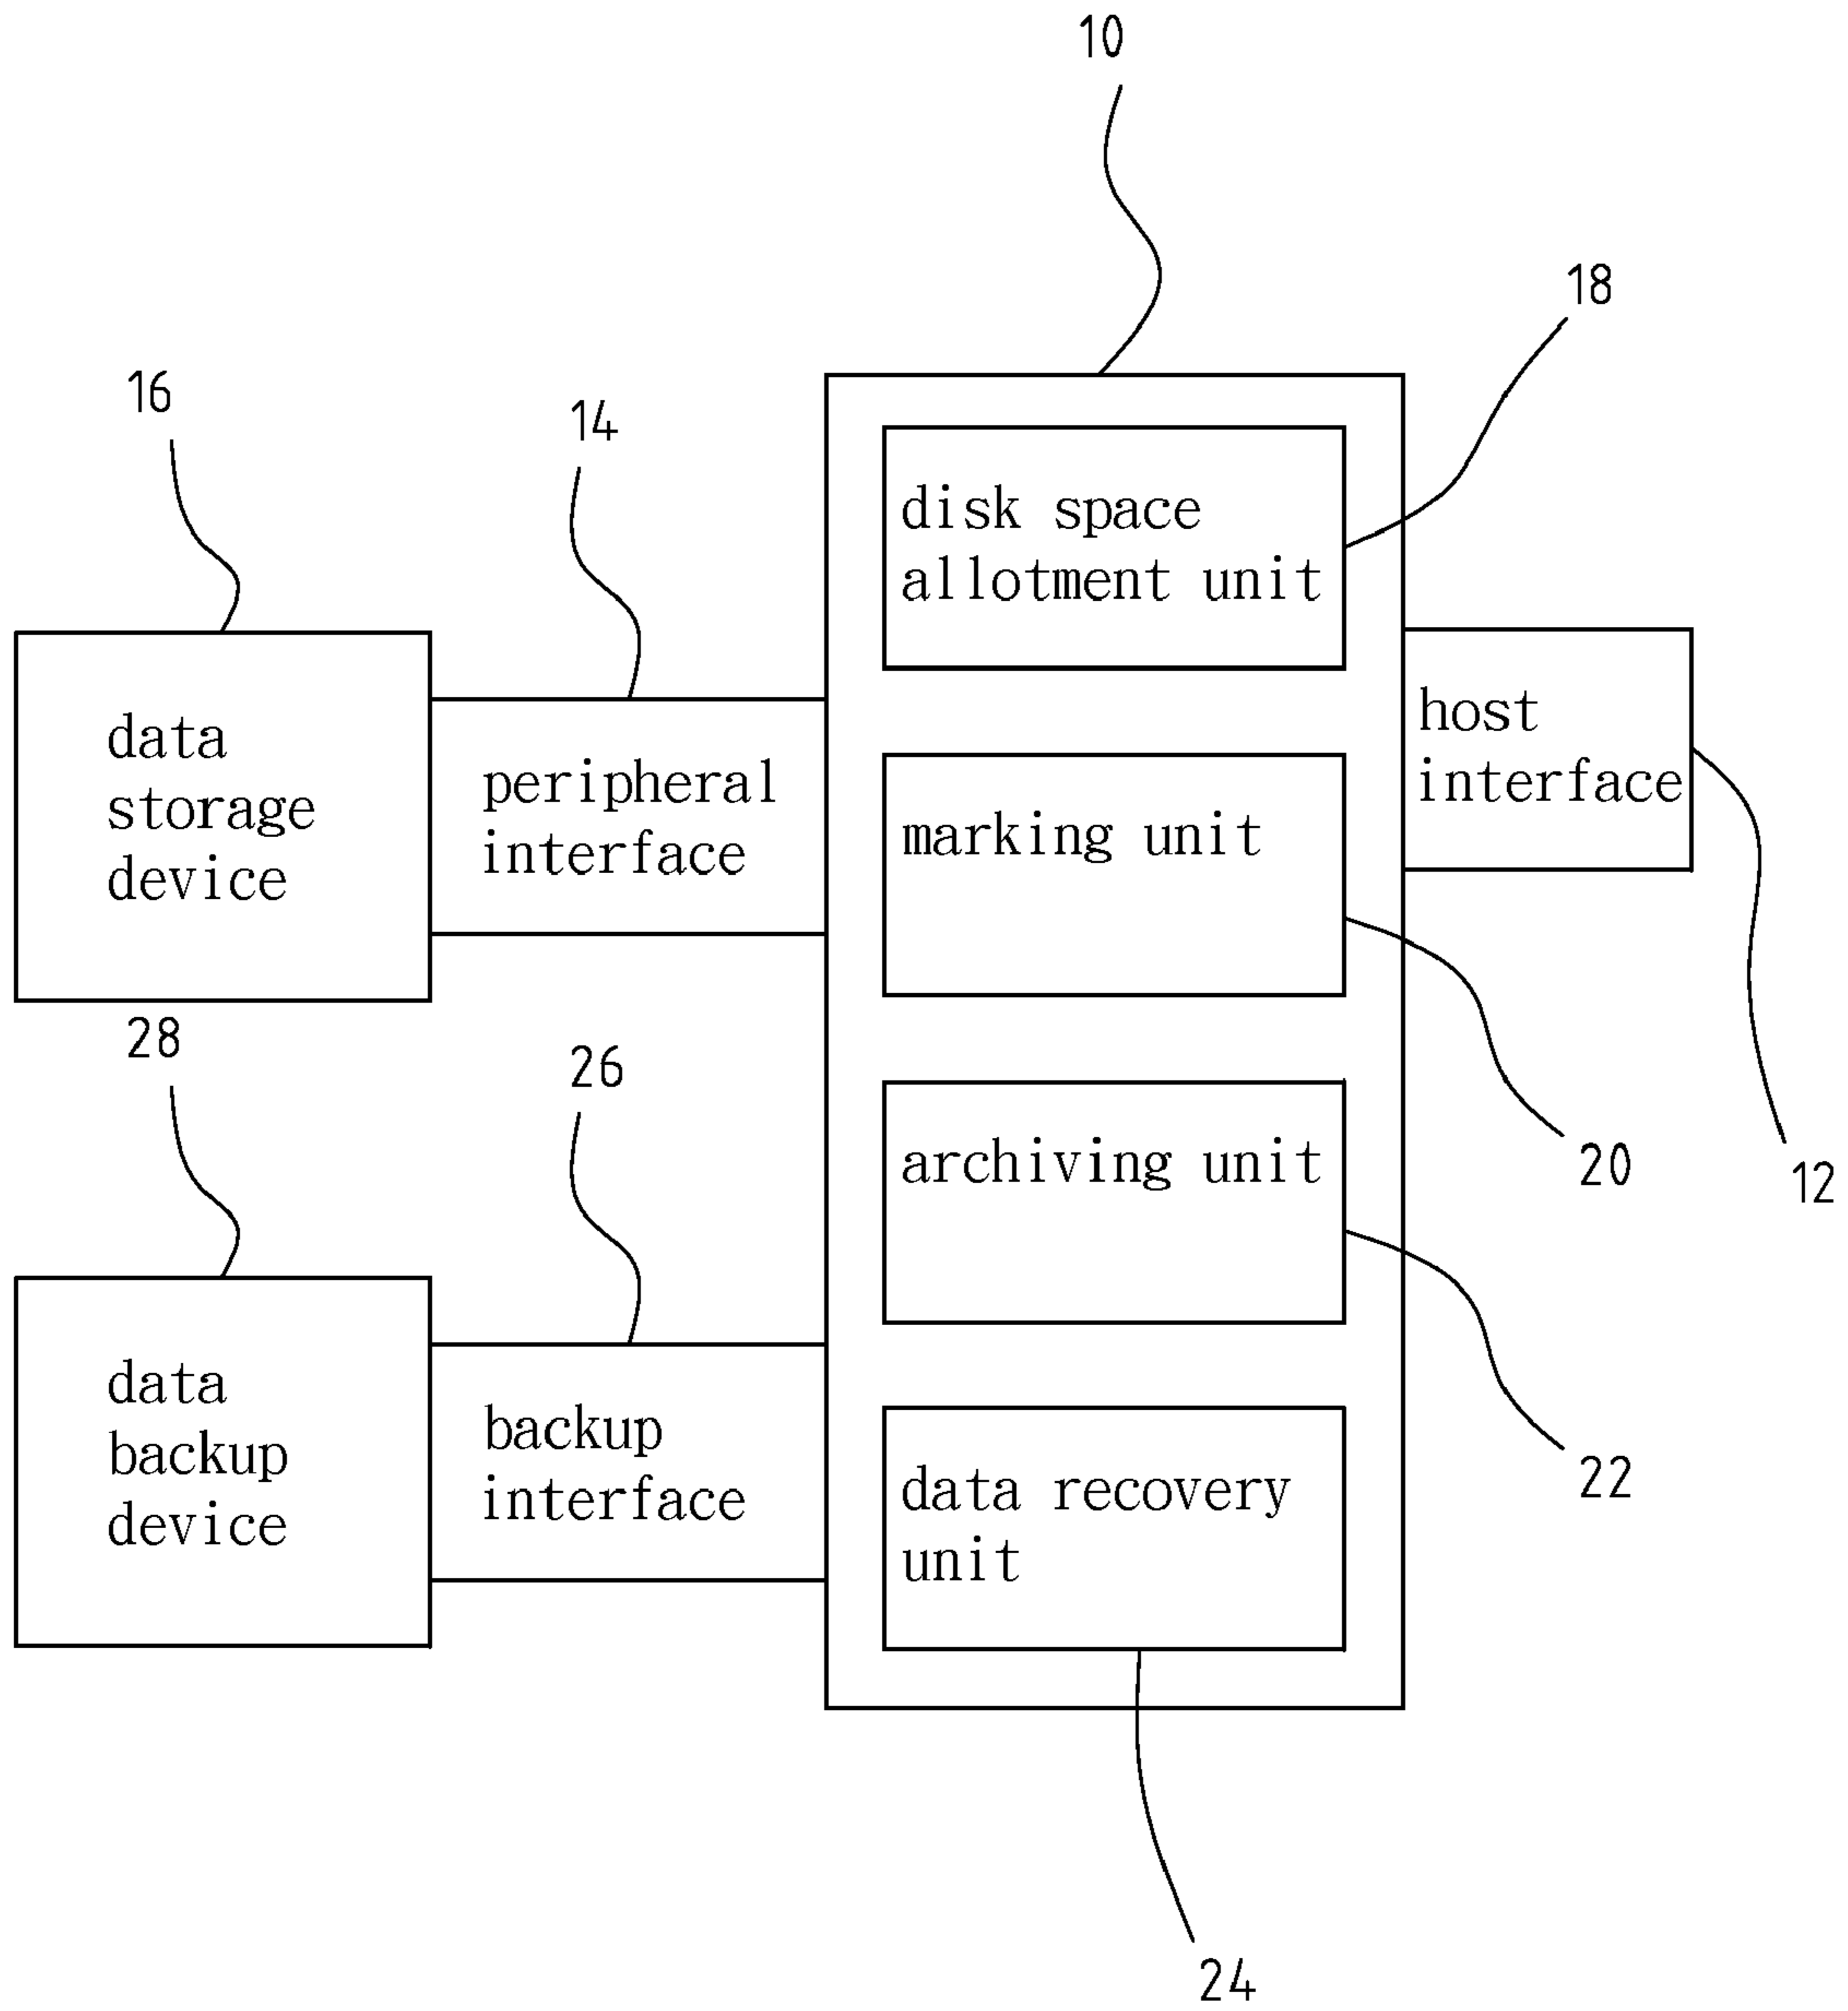 10
18
16
14
disk space
allotment unit
data
storage
device
peripheral
interface
host
interface
marking unit
28
26
20
12
archiving unit
data
backup
device
backup
interface
22
data recovery
unit
24